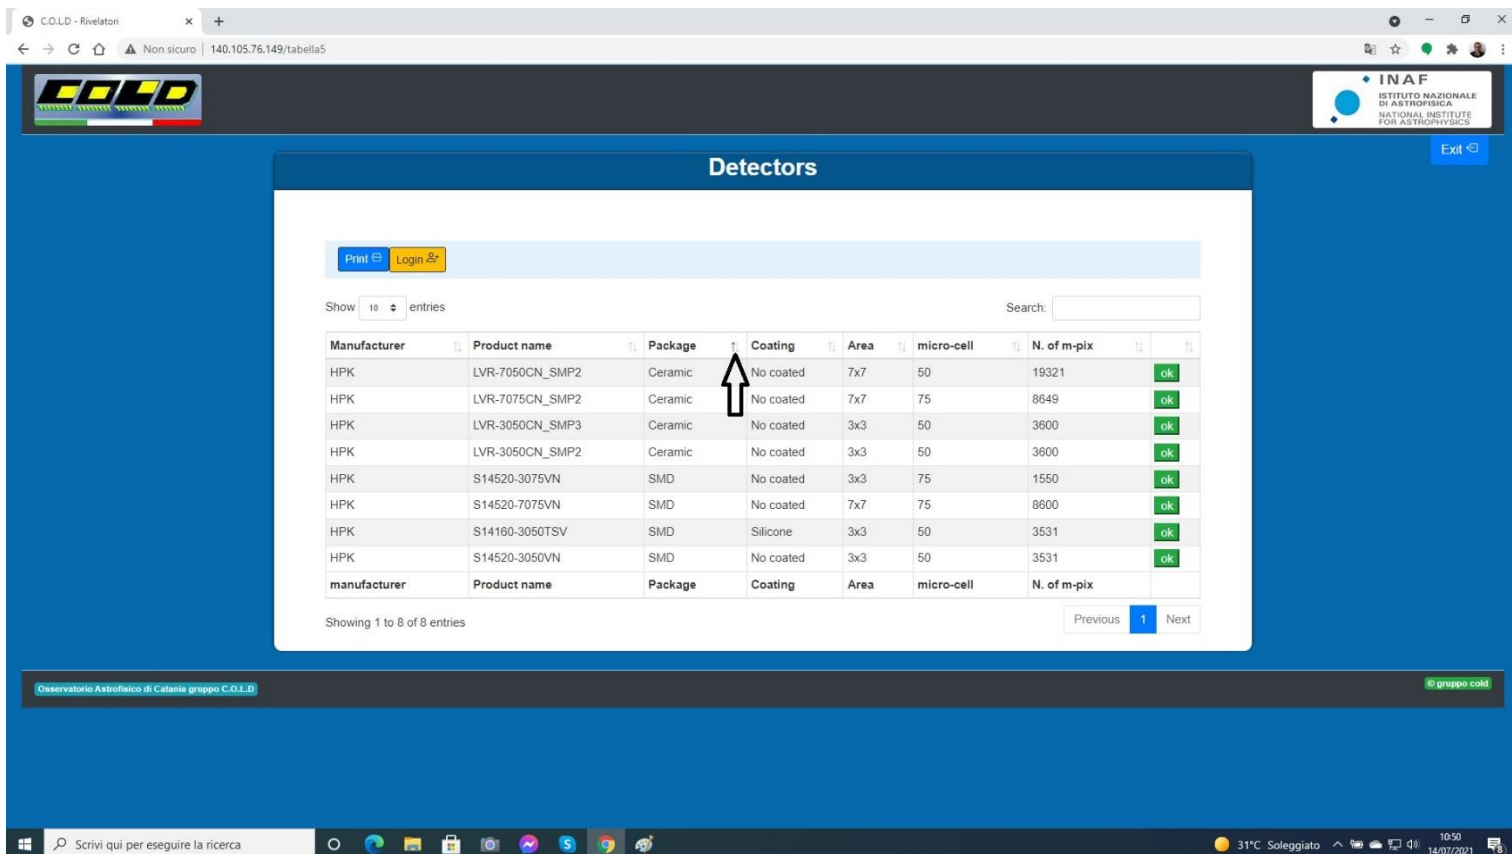 C.O.L.D - Rivelatori
Non sicuro | 140.105.76.149/tabella5
COLD
INAF
ISTITUTO NAZIONALE
DI ASTROFISICA
NATIONAL INSTITUTE
FOR ASTROPHYSICS
Exit
Detectors
Print Login
Show 10 entries Search:
Manufacturer Product name Package Coating Area micro-cell N. of m-pix
HPK LVR-7050CN_SMP2 Ceramic No coated 7x7 50 19321 ok
HPK LVR-7075CN_SMP2 Ceramic No coated 7x7 75 8649 ok
HPK LVR-3050CN_SMP3 Ceramic No coated 3x3 50 3600 ok
HPK LVR-3050CN_SMP2 Ceramic No coated 3x3 50 3600 ok
HPK S14520-3075VN SMD No coated 3x3 75 1550 ok
HPK S14520-7075VN SMD No coated 7x7 75 8600 ok
HPK S14160-3050TSV SMD Silicone 3x3 50 3531 ok
HPK S14520-3050VN SMD No coated 3x3 50 3531 ok
manufacturer Product name Package Coating Area micro-cell N. of m-pix
Showing 1 to 8 of 8 entries Previous 1 Next
Osservatorio Astrofisico di Catania gruppo C.O.L.D © gruppo cold
Scrivi qui per eseguire la ricerca 31°C Soleggiato 10:50
14/07/2021 8